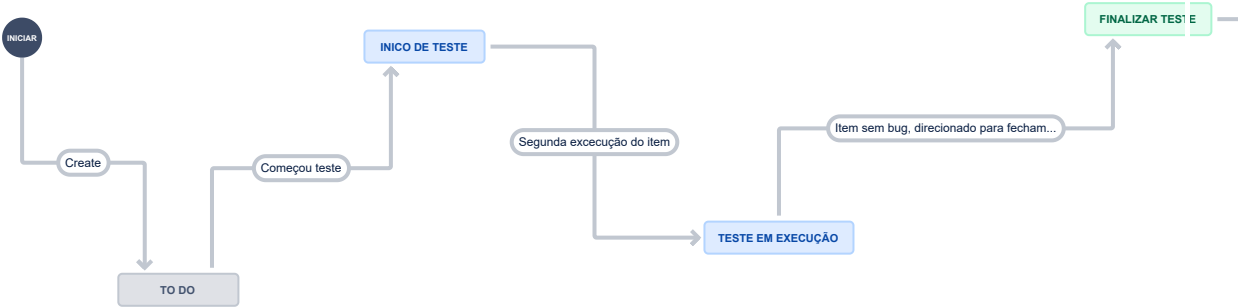 INICIAR
Create
TO DO
Começou teste
INICO DE TESTE
Segunda excecução do item
TESTE EM EXECUÇÃO
Item sem bug, direcionado para fecham...
FINALIZAR TESTE